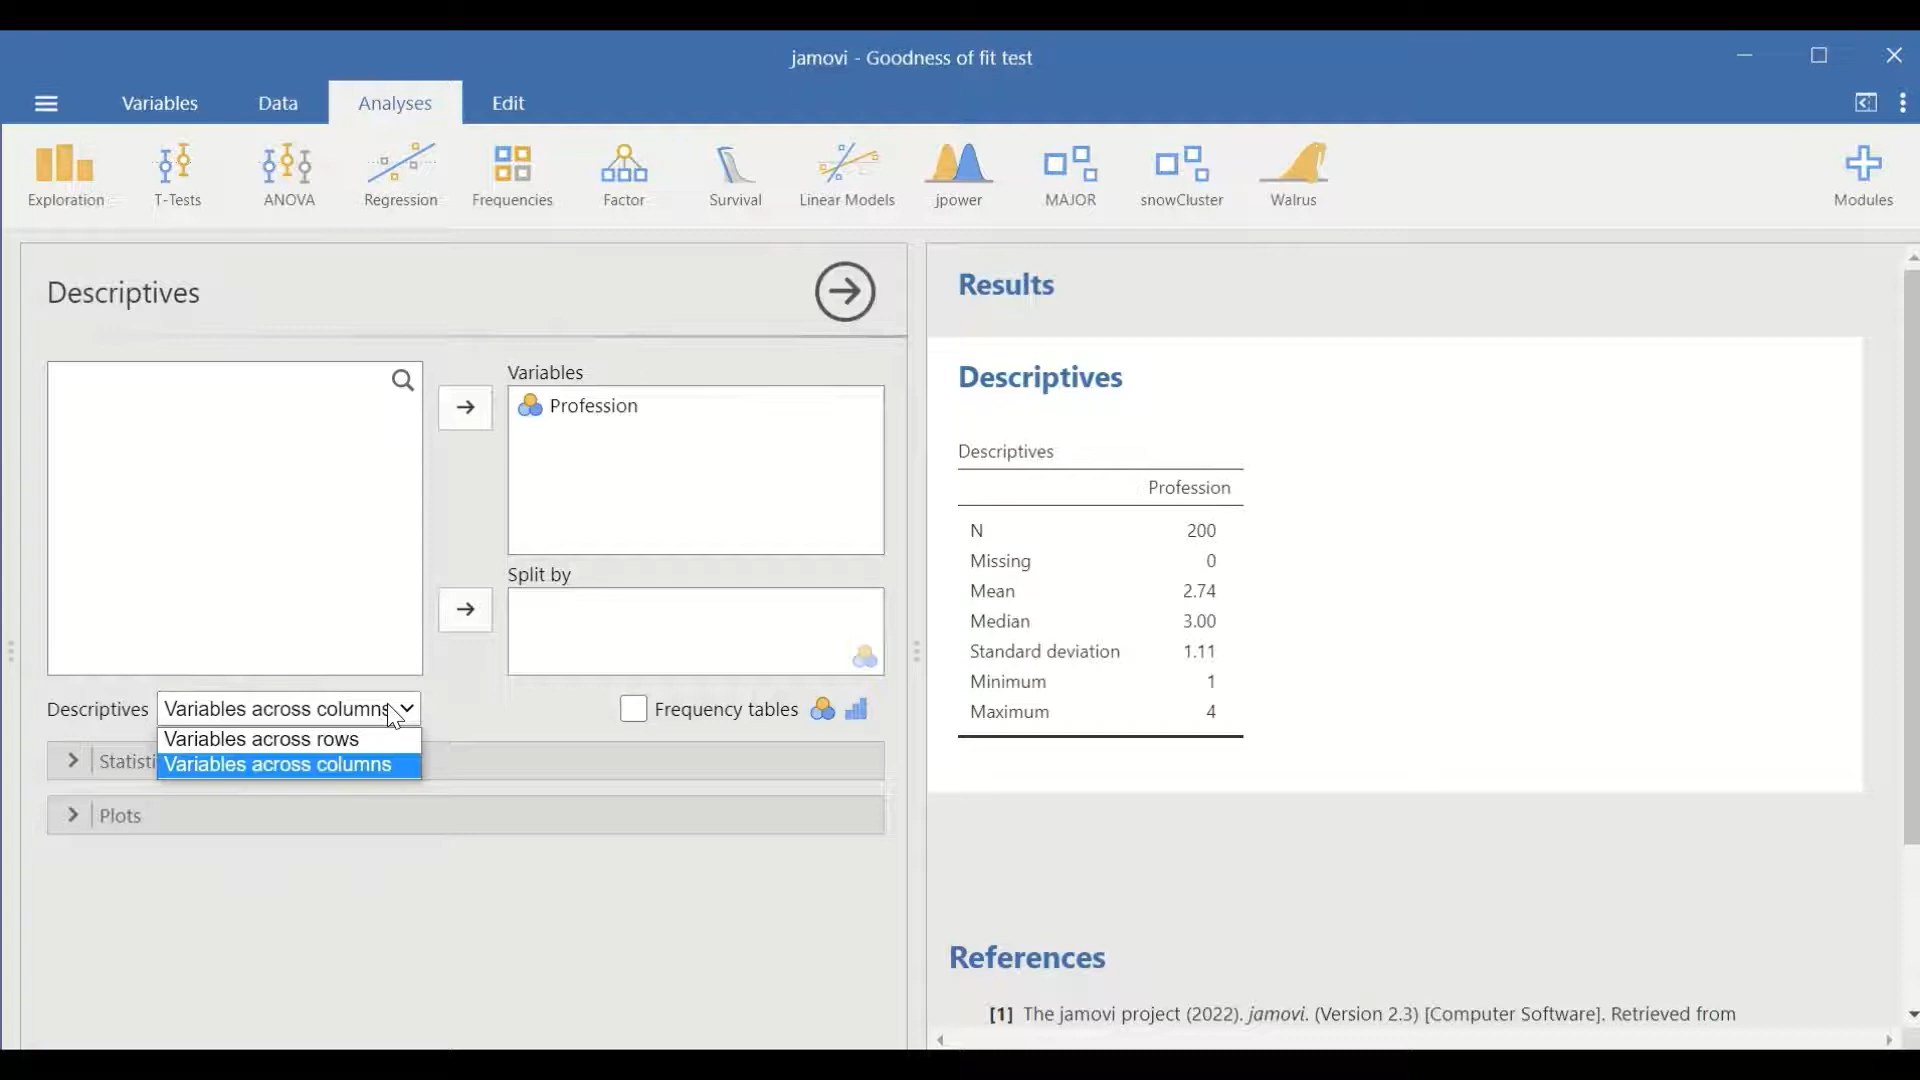 jamovi - Goodness of fit test
Variables
Data
Analyses
Edit
Exploration
T-Tests
ANOVA
Regression
Frequencies
Factor
Survival
Linear Models
jpower
MAJOR
snowCluster
Walrus
Modules
Descriptives
Variables
Profession
Split by
Descriptives
Variables across columns
Frequency tables
Variables across rows
Variables across columns
Statisti
Plots
Results
Descriptives
Descriptives
Profession
N 200
Missing 0
Mean 2.74
Median 3.00
Standard deviation 1.11
Minimum 1
Maximum 4
References
[1] The jamovi project (2022). jamovi. (Version 2.3) [Computer Software]. Retrieved from